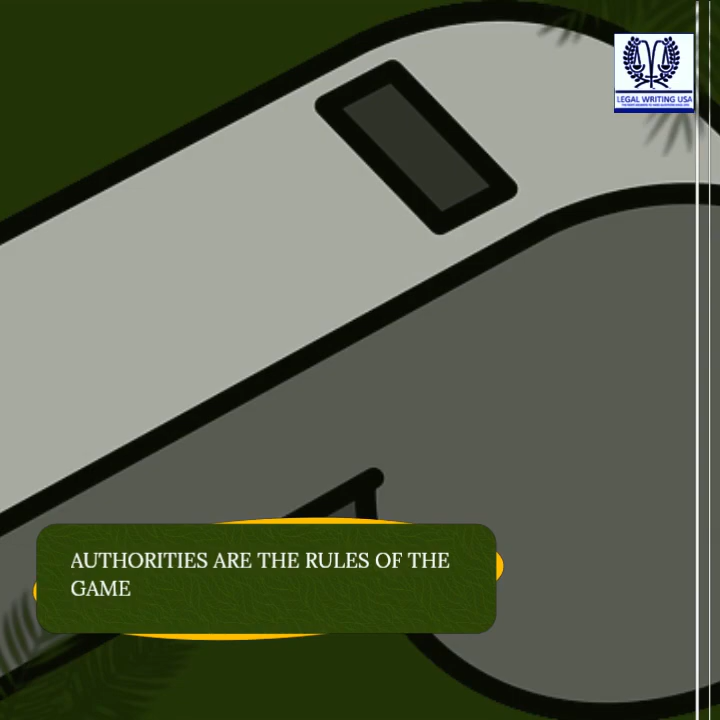 LEGAL WRITING USA
AUTHORITIES ARE THE RULES OF THE
GAME